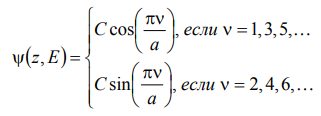 ψ(z, E) = { C cos(πν/a), если ν = 1, 3, 5, …
C sin(πν/a), если ν = 2, 4, 6, …